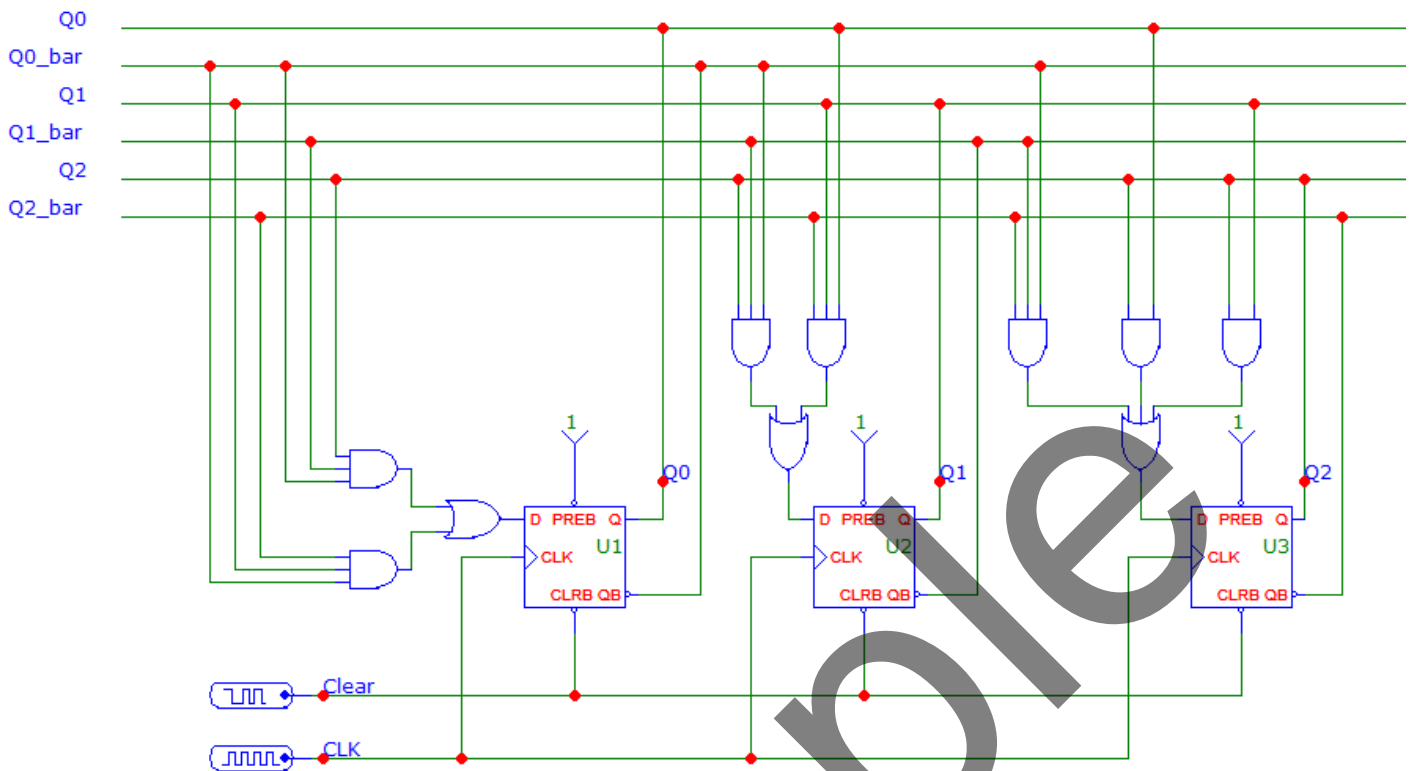 Q0
Q0_bar
Q1
Q1_bar
Q2
Q2_bar
1 1 1
Q0 Q1 Q2
D PREB Q D PREB Q D PREB Q
U1 U2 U3
CLK CLK CLK
CLRB QB CLRB QB CLRB QB
Clear
CLK
ple